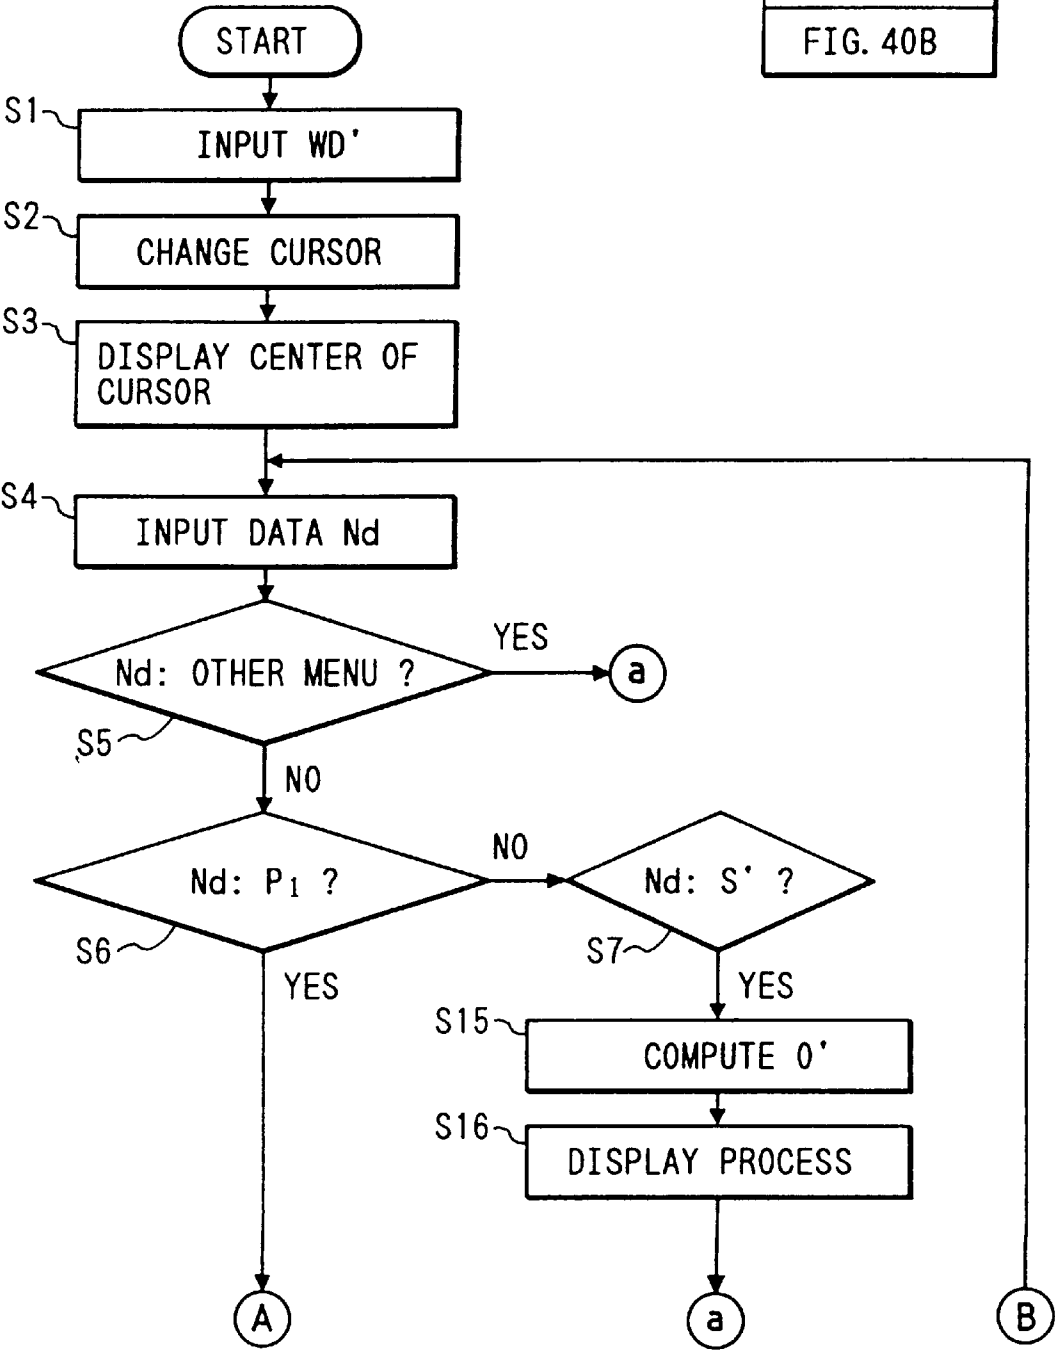 START
FIG. 40B
S1
INPUT WD'
S2
CHANGE CURSOR
S3
DISPLAY CENTER OF
CURSOR
S4
INPUT DATA Nd
YES
Nd: OTHER MENU ?
a
S5
NO
NO
Nd: P1 ?
Nd: S' ?
S6
S7
YES
YES
S15
COMPUTE O'
S16
DISPLAY PROCESS
A
a
B